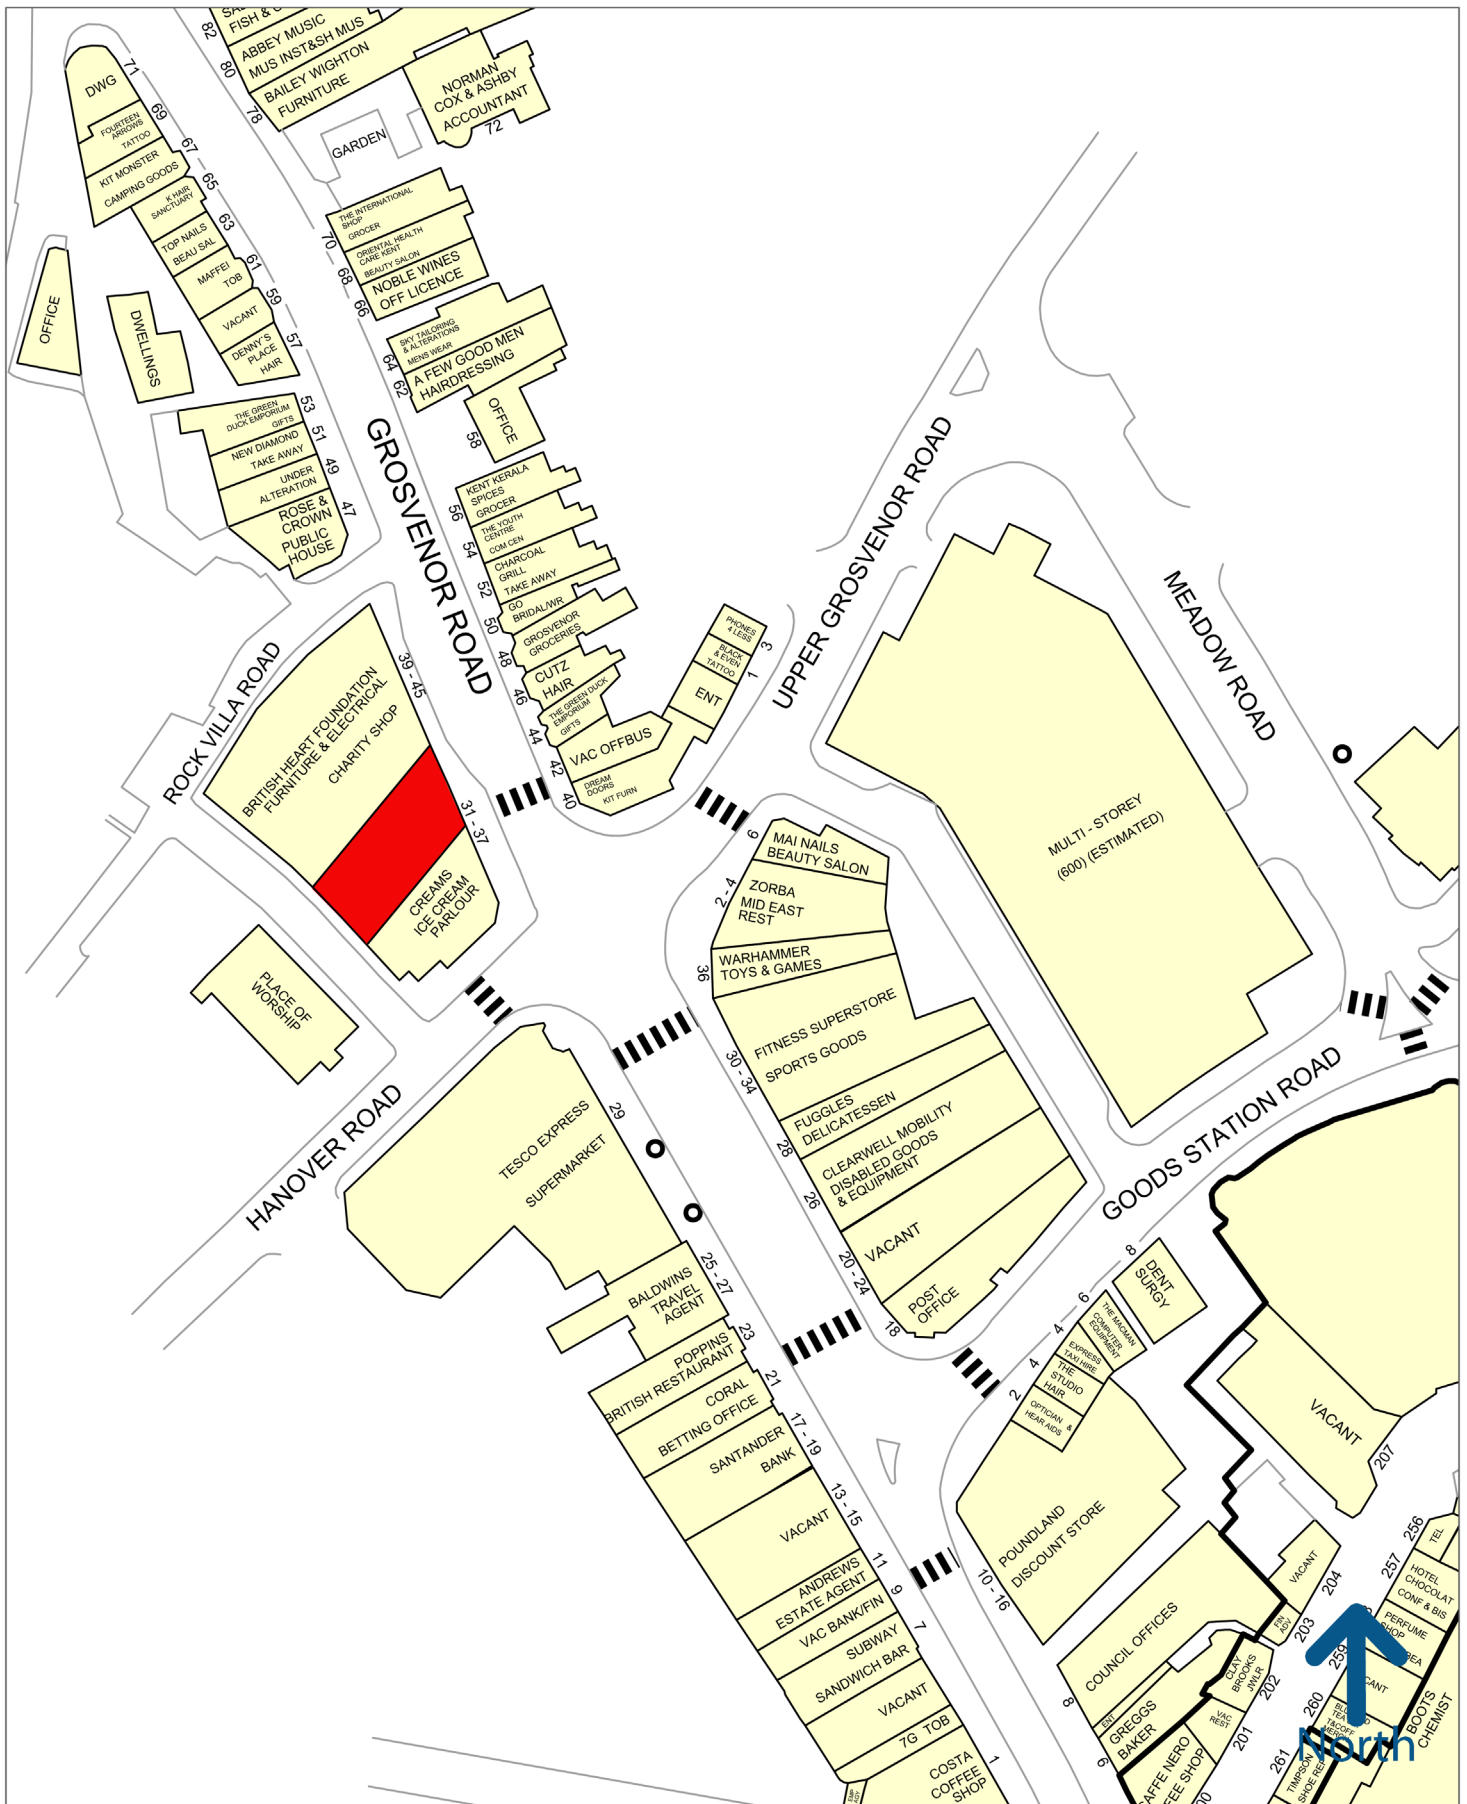 82
SA
FISH &
ABBEY MUSIC
MUS INST&SH MUS
80
BAILEY WIGHTON
FURNITURE
78
NORMAN
COX & ASHBY
ACCOUNTANT
72
GARDEN
71
DWG
69
FOURTEEN
ARROWS
TATTOO
67
KIT MONSTER
CAMPING GOODS
65
K HAIR
SANCTUARY
63
TOP NAILS
BEAU SAL
61
MAFFEI
TOB
59
VACANT
57
DENNY'S
PLACE
HAIR
OFFICE
DWELLINGS
53
THE GREEN
DUCK EMPORIUM
GIFTS
51
NEW DIAMOND
TAKE AWAY
49
UNDER
ALTERATION
47
ROSE &
CROWN
PUBLIC
HOUSE
THE INTERNATIONAL
SHOP
GROCER
70
ORIENTAL HEALTH
CARE KENT
BEAUTY SALON
68
NOBLE WINES
OFF LICENCE
66
SKY TAILORING
& ALTERATIONS
MENS WEAR
64
A FEW GOOD MEN
HAIRDRESSING
62
OFFICE
58
GROSVENOR ROAD
KENT KERALA
SPICES
GROCER
56
THE YOUTH
CENTRE
COM CEN
54
CHARCOAL
GRILL
TAKE AWAY
52
GO
BRIDAL/WR
50
GROSVENOR
GROCERIES
48
CUTZ
HAIR
46
THE GREEN DUCK
EMPORIUM
GIFTS
44
VAC OFFBUS
42
DREAM
DOORS
KIT FURN
40
PHONES
4 LESS
3
BLACK
& EVEN
TATTOO
1
ENT
UPPER GROSVENOR ROAD
MEADOW ROAD
ROCK VILLA ROAD
39 - 45
BRITISH HEART FOUNDATION
FURNITURE & ELECTRICAL
CHARITY SHOP
31 - 37
CREAMS
ICE CREAM
PARLOUR
PLACE OF
WORSHIP
HANOVER ROAD
MULTI - STOREY
(600) (ESTIMATED)
6
MAI NAILS
BEAUTY SALON
2 - 4
ZORBA
MID EAST
REST
36
WARHAMMER
TOYS & GAMES
30 - 34
FITNESS SUPERSTORE
SPORTS GOODS
FUGGLES
DELICATESSEN
28
CLEARWELL MOBILITY
DISABLED GOODS
& EQUIPMENT
26
VACANT
20 - 24
POST
OFFICE
18
GOODS STATION ROAD
29
TESCO EXPRESS
SUPERMARKET
25 - 27
BALDWINS
TRAVEL
AGENT
23
POPPINS
BRITISH RESTAURANT
21
CORAL
BETTING OFFICE
17 - 19
SANTANDER
BANK
13 - 15
VACANT
11
ANDREWS
ESTATE AGENT
9
VAC BANK/FIN
7
SUBWAY
SANDWICH BAR
VACANT
7G TOB
1
COSTA
COFFEE
SHOP
8
DENT
SURGY
6
THE MACMAN
COMPUTER
EQUIPMENT
4
EXPRESS
TAXI HIRE
4
THE
STUDIO
HAIR
2
OPTICIAN &
HEAR AIDS
POUNDLAND
DISCOUNT STORE
10 - 16
COUNCIL OFFICES
8
ENT
GREGGS
BAKER
6
AFFE NERO
FEE SHOP
VACANT
207
VACANT
204
FIN
ADV
203
CLAY
BROOKS
JWLR
202
VAC
REST
201
256
TEL
257
HOTEL
CHOCOLAT
CONF & BIS
PERFUME
SHOP
259
CANT
260
261
TIMPSON
SHOE REP
BOOTS
CHEMIST
North